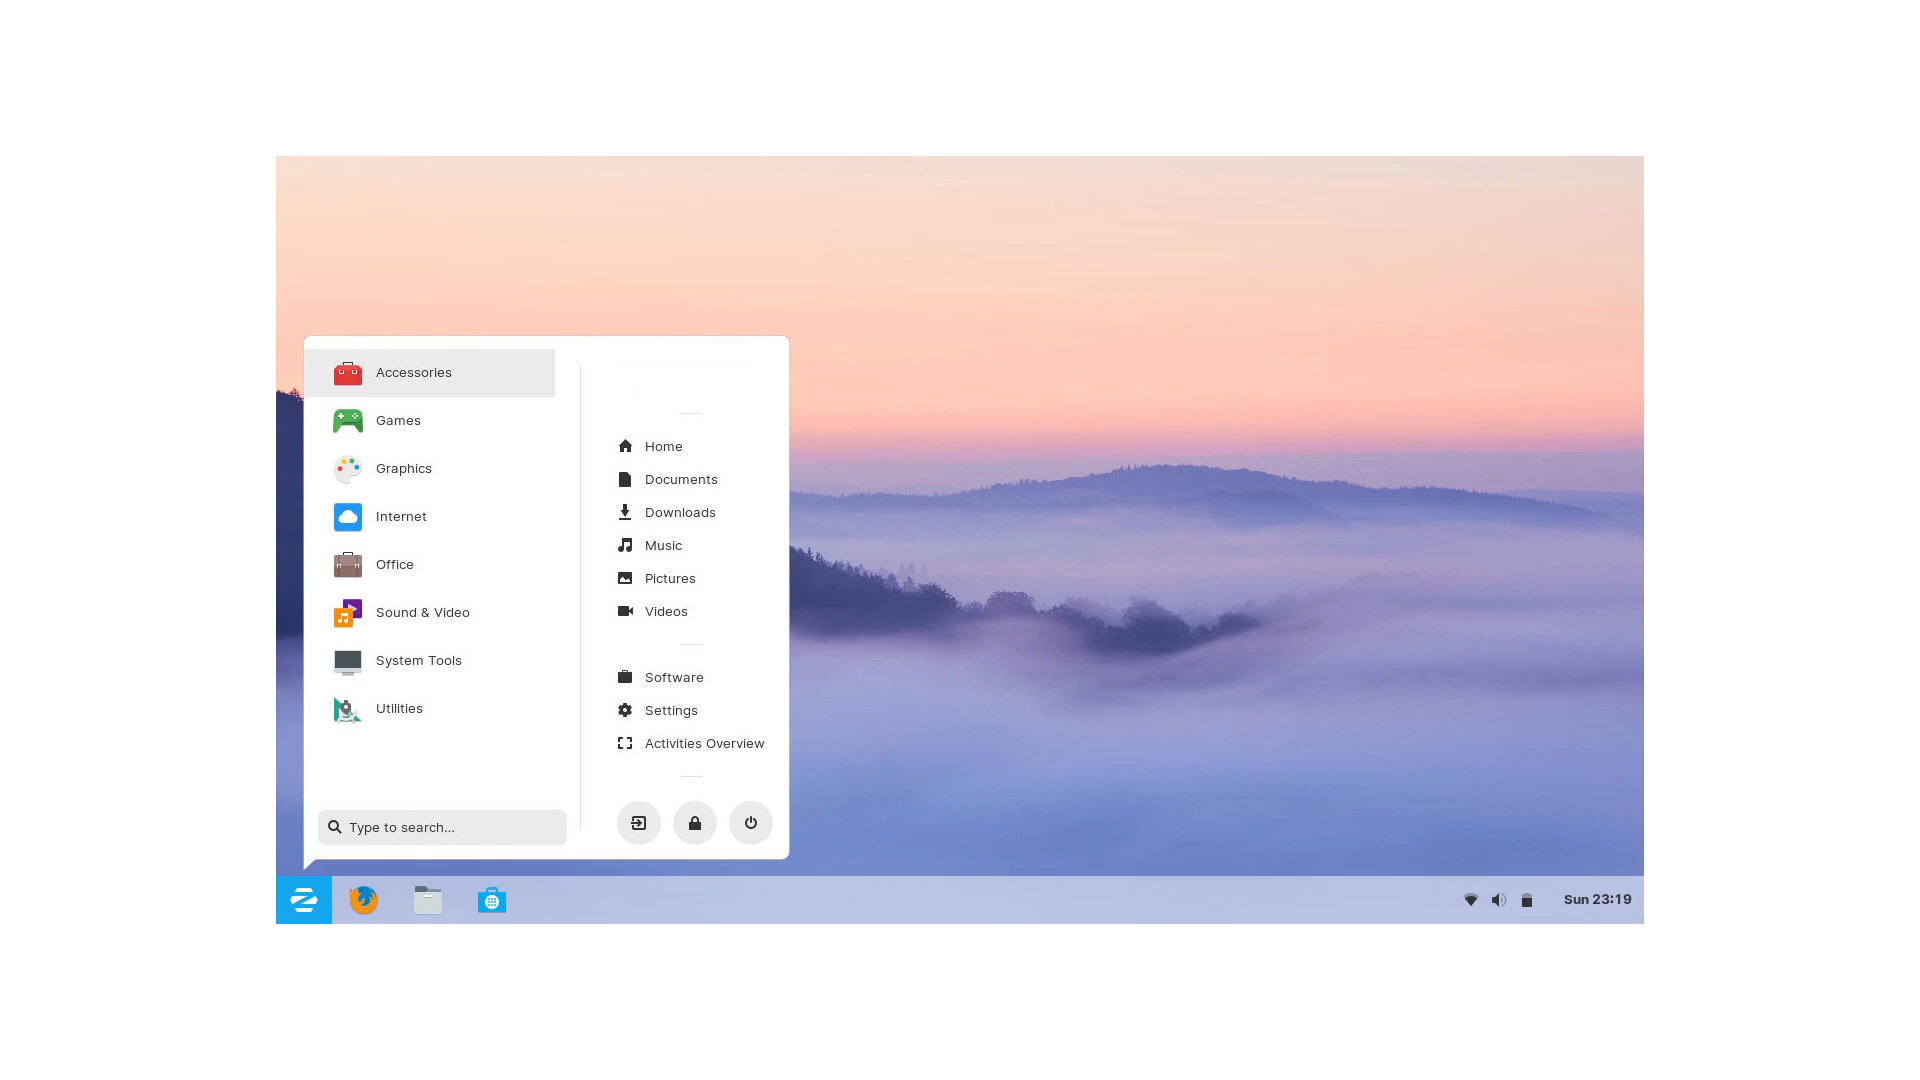 Accessories
Games
Graphics
Internet
Office
Sound & Video
System Tools
Utilities
Type to search...
Home
Documents
Downloads
Music
Pictures
Videos
Software
Settings
Activities Overview
Sun 23:19